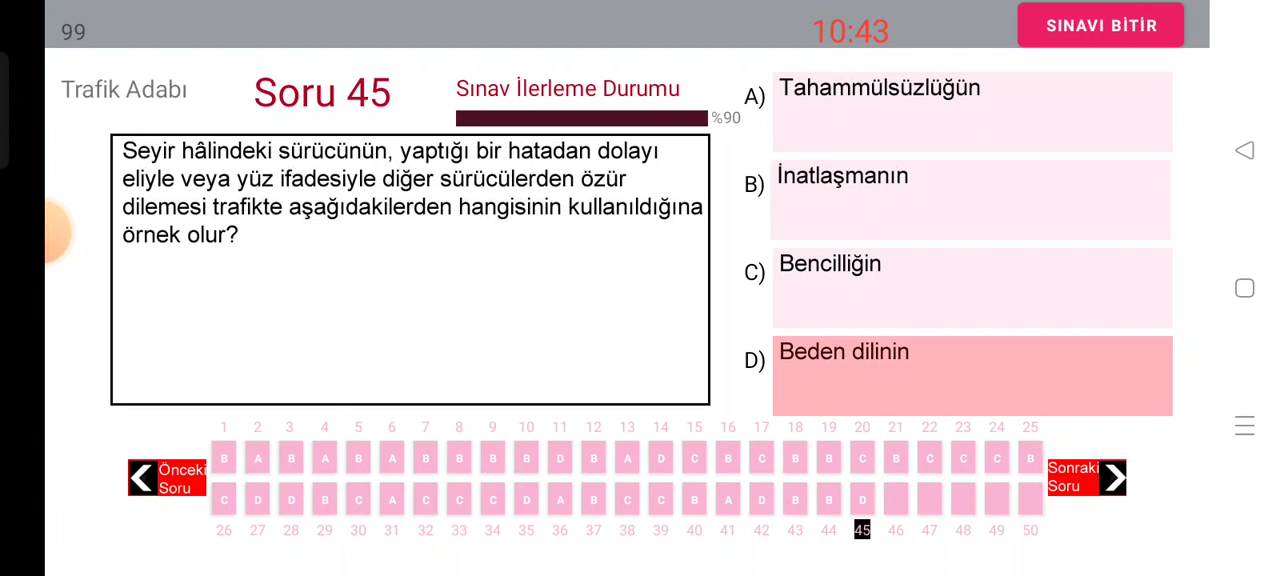 99
10:43
SINAVI BİTİR
Trafik Adabı
Soru 45
Sınav İlerleme Durumu
%90
Seyir hâlindeki sürücünün, yaptığı bir hatadan dolayı
eliyle veya yüz ifadesiyle diğer sürücülerden özür
dilemesi trafikte aşağıdakilerden hangisinin kullanıldığına
örnek olur?
A) Tahammülsüzlüğün
B) İnatlaşmanın
C) Bencilliğin
D) Beden dilinin
1 2 3 4 5 6 7 8 9 10 11 12 13 14 15 16 17 18 19 20 21 22 23 24 25
B A B A B A B B B B D B A D C B C B B C B C C C B
Önceki
Soru
Sonraki
Soru
C D D B C A C C C D A B C C B A D B B D
26 27 28 29 30 31 32 33 34 35 36 37 38 39 40 41 42 43 44 45 46 47 48 49 50